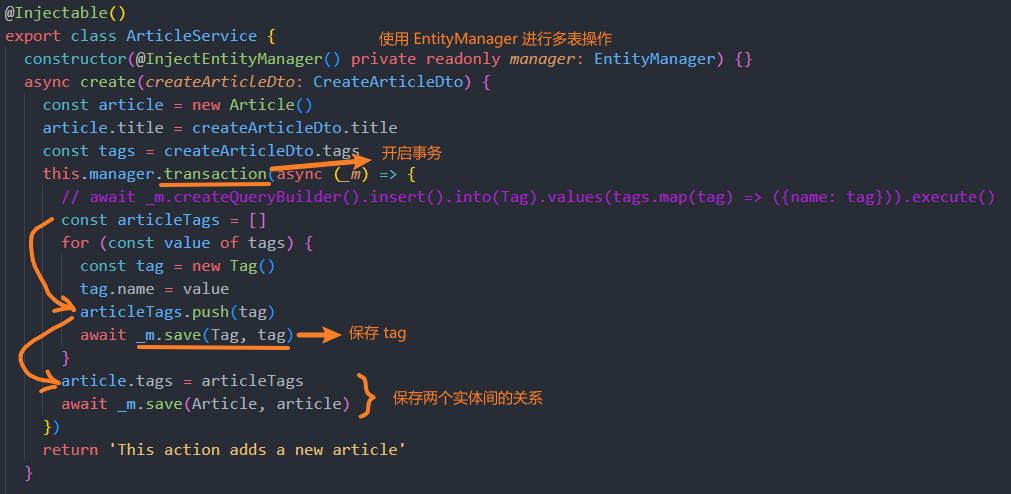 @Injectable()
export class ArticleService {
使用 EntityManager 进行多表操作
constructor(@InjectEntityManager() private readonly manager: EntityManager) {}
async create(createArticleDto: CreateArticleDto) {
const article = new Article()
article.title = createArticleDto.title
const tags = createArticleDto.tags
开启事务
this.manager.transaction(async (_m) => {
// await _m.createQueryBuilder().insert().into(Tag).values(tags.map(tag) => ({name: tag})).execute()
const articleTags = []
for (const value of tags) {
const tag = new Tag()
tag.name = value
articleTags.push(tag)
await _m.save(Tag, tag)
保存 tag
}
article.tags = articleTags
保存两个实体间的关系
await _m.save(Article, article)
})
return 'This action adds a new article'
}